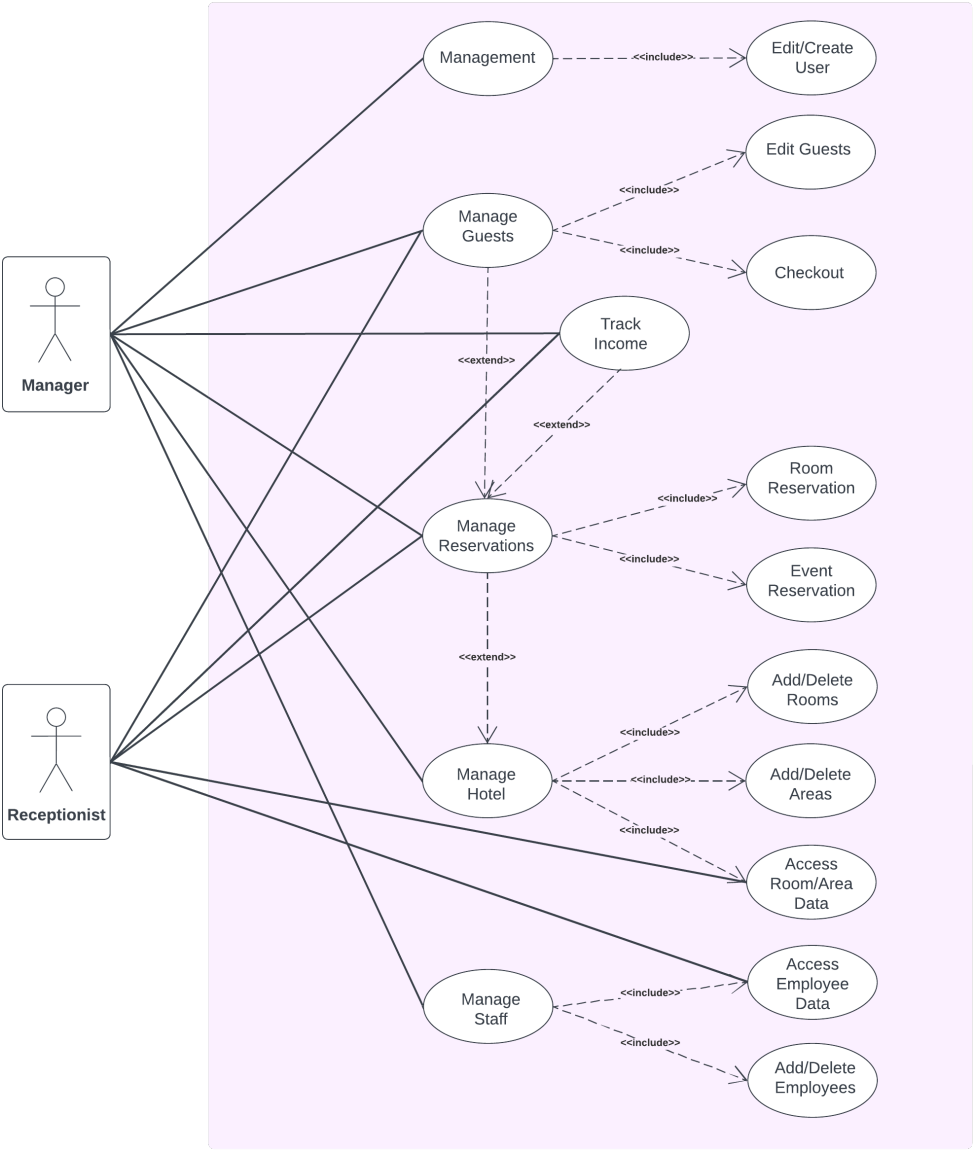 Management
<<include>>
Edit/Create
User
Edit Guests
<<include>>
Manage
Guests
<<include>>
Checkout
Track
Income
<<extend>>
Manager
<<extend>>
Room
Reservation
<<include>>
Manage
Reservations
<<include>>
Event
Reservation
<<extend>>
Add/Delete
Rooms
<<include>>
Manage
Hotel
<<include>>
Add/Delete
Areas
Receptionist
<<include>>
Access
Room/Area
Data
Access
Employee
Data
<<include>>
Manage
Staff
<<include>>
Add/Delete
Employees